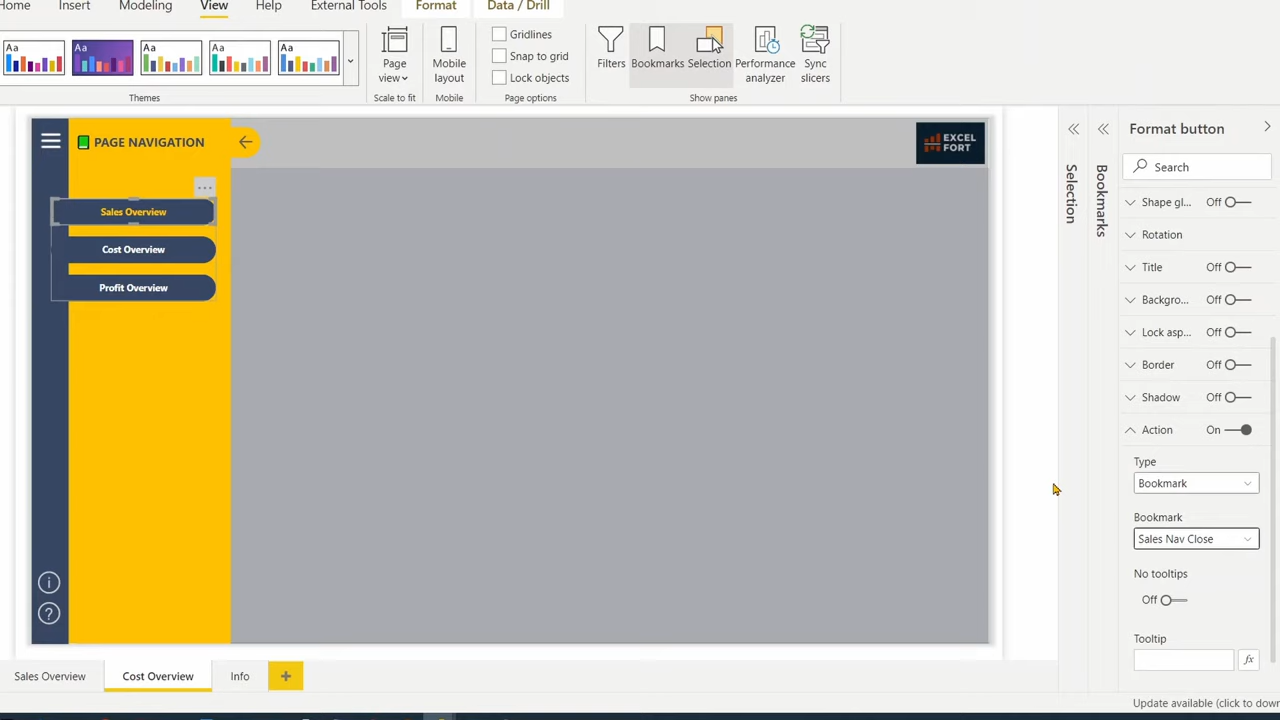 Home Insert Modeling View Help External Tools Format Data / Drill
Aa Aa Aa Aa Aa
Page view
Mobile layout
Gridlines
Snap to grid
Lock objects
Filters
Bookmarks
Selection
Performance analyzer
Sync slicers
Themes
Scale to fit
Mobile
Page options
Show panes
PAGE NAVIGATION
EXCEL
FORT
...
Sales Overview
Cost Overview
Profit Overview
i
?
Selection
Bookmarks
Format button
Search
Shape gl... Off
Rotation
Title Off
Backgro... Off
Lock asp... Off
Border Off
Shadow Off
Action On
Type
Bookmark
Bookmark
Sales Nav Close
No tooltips
Off
Tooltip
fx
Sales Overview Cost Overview Info +
Update available (click to down